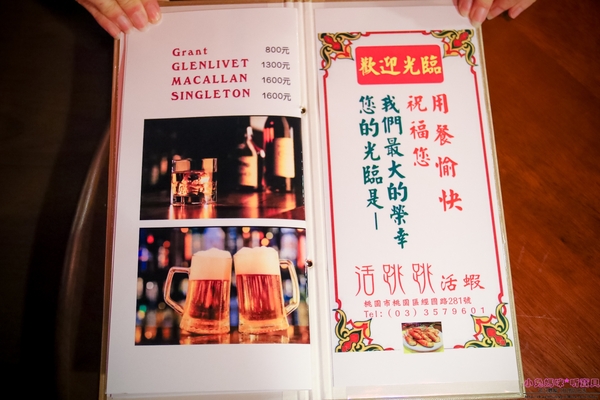 Grant 800元
GLENLIVET 1300元
MACALLAN 1600元
SINGLETON 1600元
歡迎光臨
用餐愉快
祝福您
我們最大的榮幸
您的光臨是—
活跳跳活蝦
桃園市桃園區經國路281號
Tel:(03)3579601